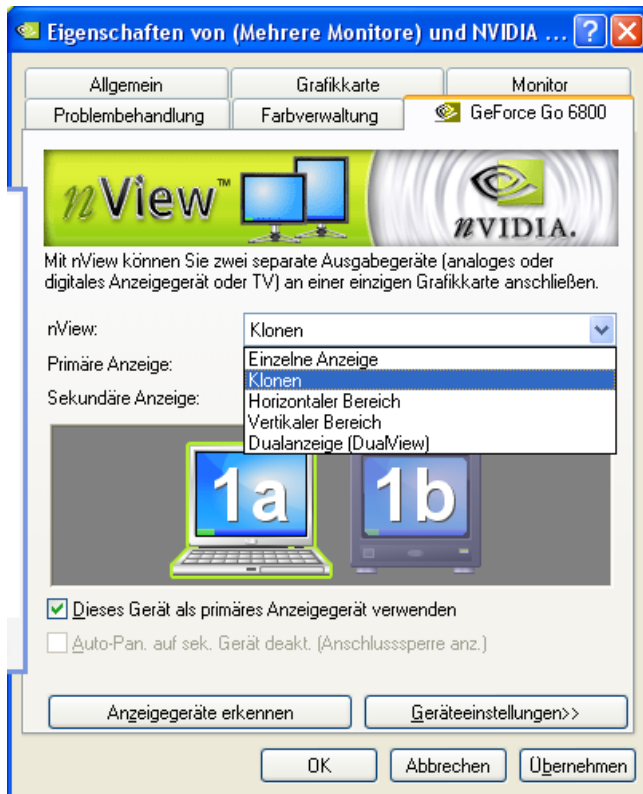 Eigenschaften von (Mehrere Monitore) und NVIDIA ...
Allgemein
Grafikkarte
Monitor
Problembehandlung
Farbverwaltung
GeForce Go 6800
nView™
nVIDIA.
Mit nView können Sie zwei separate Ausgabegeräte (analoges oder
digitales Anzeigegerät oder TV) an einer einzigen Grafikkarte anschließen.
nView:
Klonen
Primäre Anzeige:
Sekundäre Anzeige:
Einzelne Anzeige
Klonen
Horizontaler Bereich
Vertikaler Bereich
Dualanzeige (DualView)
1a
1b
Dieses Gerät als primäres Anzeigegerät verwenden
Auto-Pan. auf sek. Gerät deakt. (Anschlusssperre anz.)
Anzeigegeräte erkennen
Geräteeinstellungen>>
OK
Abbrechen
Übernehmen